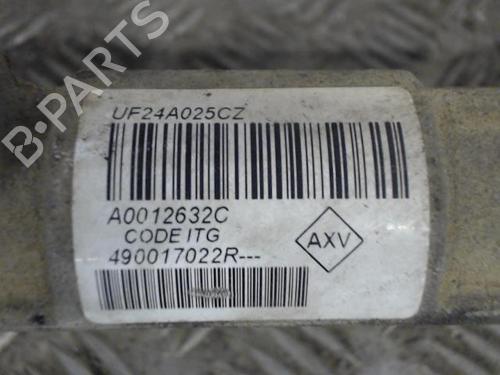 B-PARTS
UF24A025CZ
A0012632C
CODE ITG
490017022R---
AXV